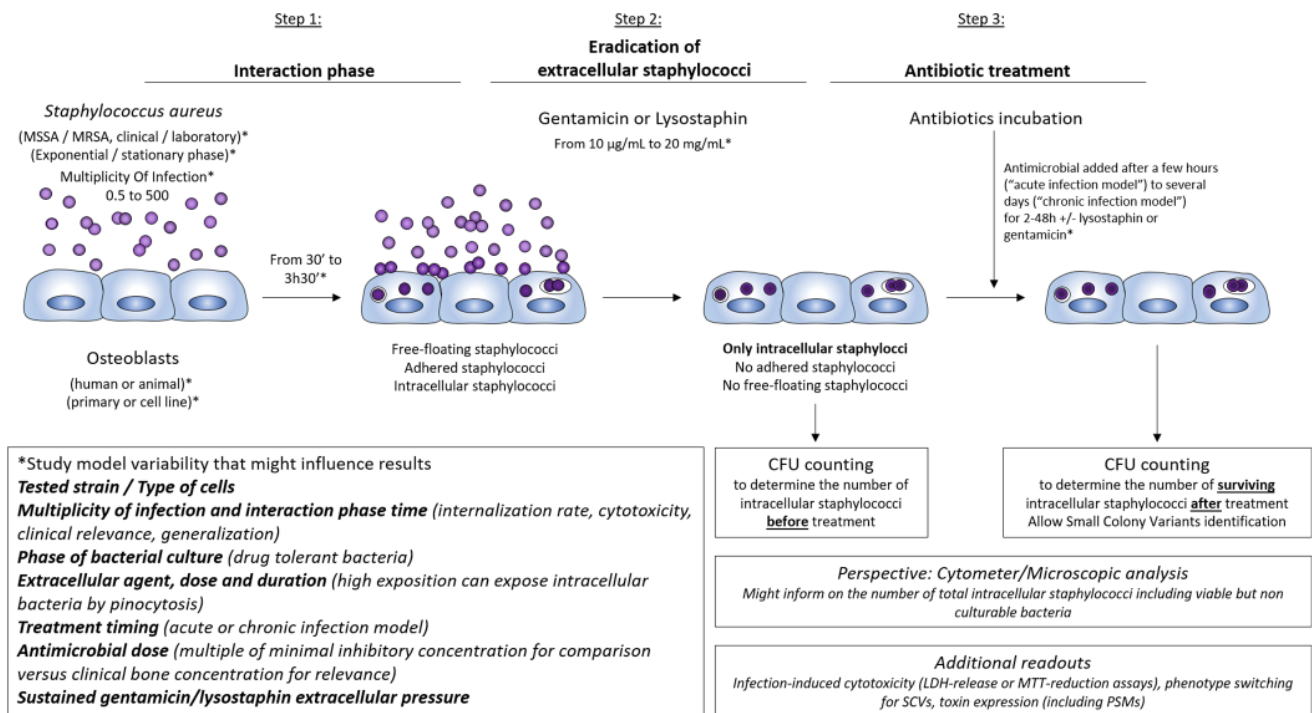 Step 1:
Interaction phase
Staphylococcus aureus
(MSSA / MRSA, clinical / laboratory)*
(Exponential / stationary phase)*
Multiplicity Of Infection*
0.5 to 500
From 30’ to
3h30’*
Osteoblasts
(human or animal)*
(primary or cell line)*
Free-floating staphylococci
Adhered staphylococci
Intracellular staphylococci
Step 2:
Eradication of
extracellular staphylococci
Gentamicin or Lysostaphin
From 10 µg/mL to 20 mg/mL*
Only intracellular staphylocci
No adhered staphylococci
No free-floating staphylococci
CFU counting
to determine the number of
intracellular staphylococci
before treatment
Step 3:
Antibiotic treatment
Antibiotics incubation
Antimicrobial added after a few hours
(“acute infection model”) to several
days (“chronic infection model”)
for 2-48h +/- lysostaphin or
gentamicin*
CFU counting
to determine the number of surviving
intracellular staphylococci after treatment
Allow Small Colony Variants identification
*Study model variability that might influence results
Tested strain / Type of cells
Multiplicity of infection and interaction phase time (internalization rate, cytotoxicity,
clinical relevance, generalization)
Phase of bacterial culture (drug tolerant bacteria)
Extracellular agent, dose and duration (high exposition can expose intracellular
bacteria by pinocytosis)
Treatment timing (acute or chronic infection model)
Antimicrobial dose (multiple of minimal inhibitory concentration for comparison
versus clinical bone concentration for relevance)
Sustained gentamicin/lysostaphin extracellular pressure
Perspective: Cytometer/Microscopic analysis
Might inform on the number of total intracellular staphylococci including viable but non
culturable bacteria
Additional readouts
Infection-induced cytotoxicity (LDH-release or MTT-reduction assays), phenotype switching
for SCVs, toxin expression (including PSMs)